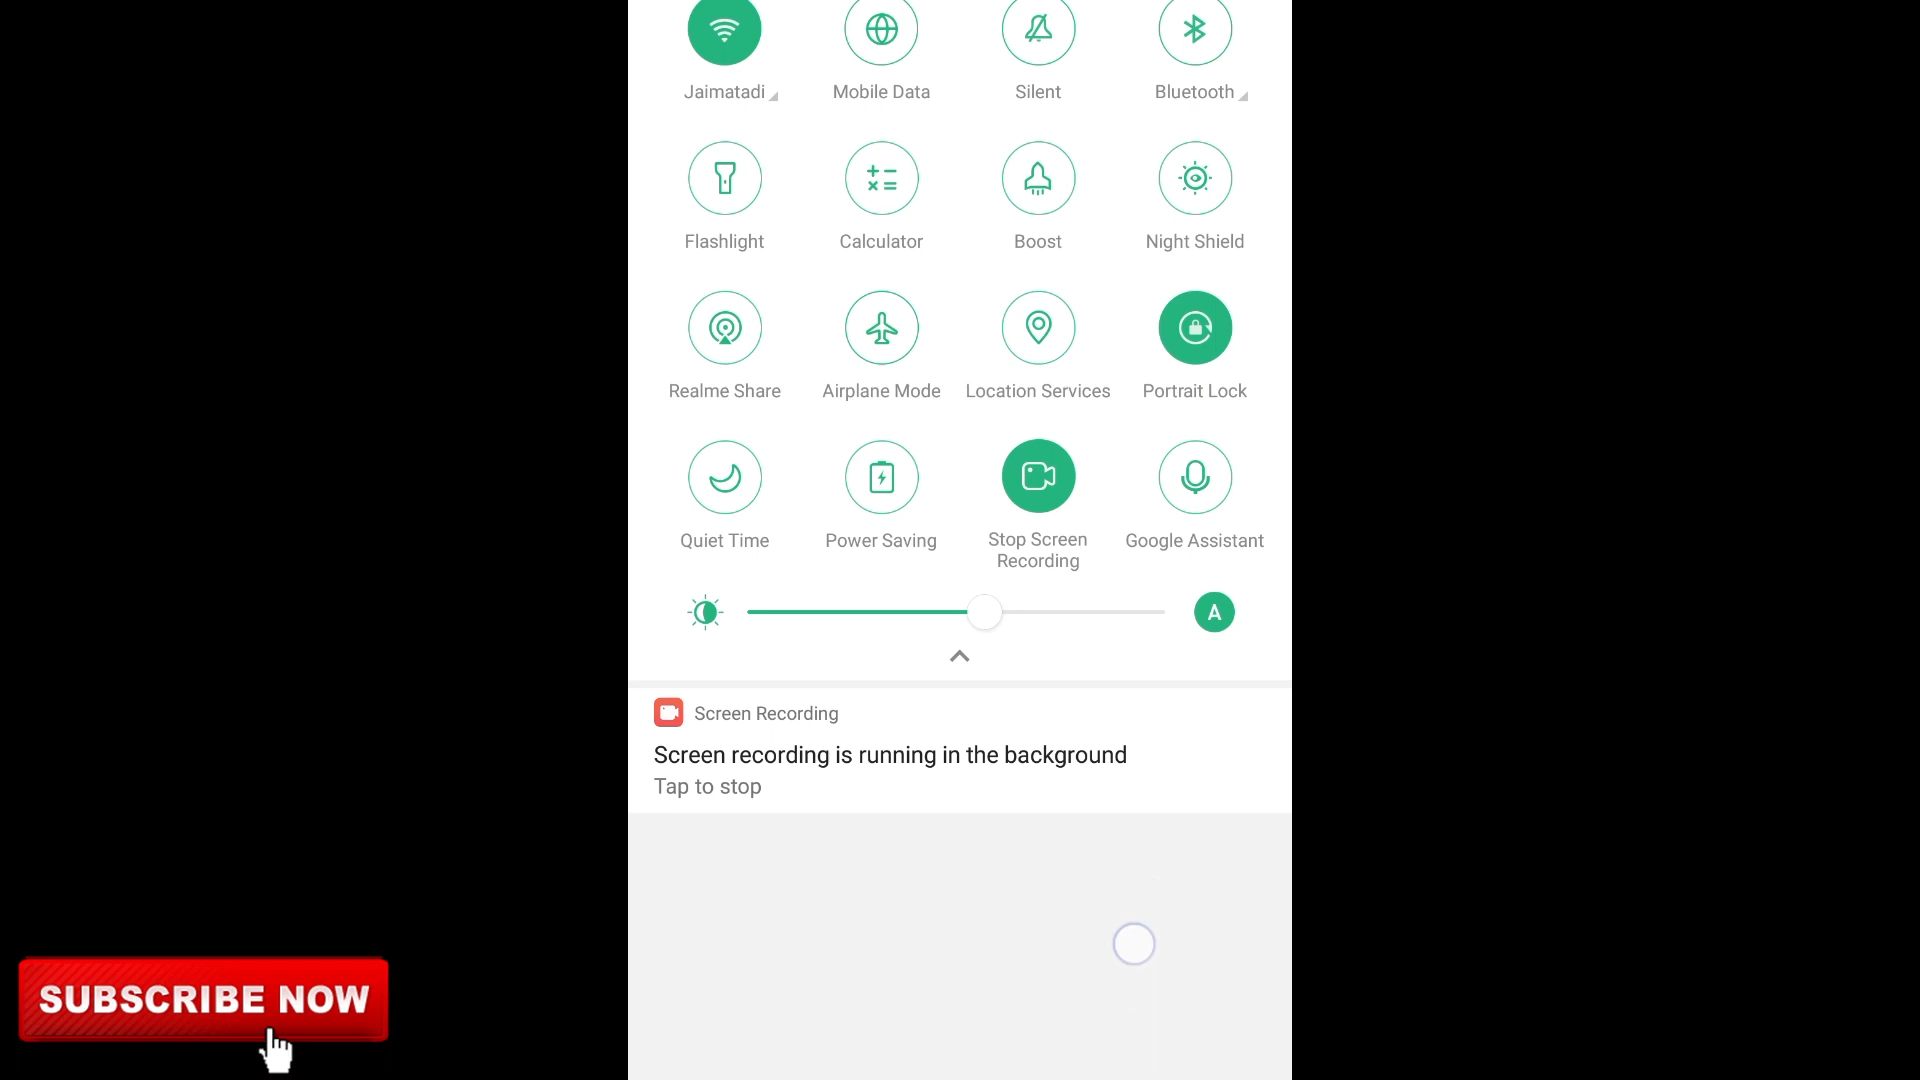 Jaimatadi
Mobile Data
Silent
Bluetooth
Flashlight
Calculator
Boost
Night Shield
Realme Share
Airplane Mode
Location Services
Portrait Lock
Quiet Time
Power Saving
Stop Screen
Recording
Google Assistant
A
Screen Recording
Screen recording is running in the background
Tap to stop
SUBSCRIBE NOW